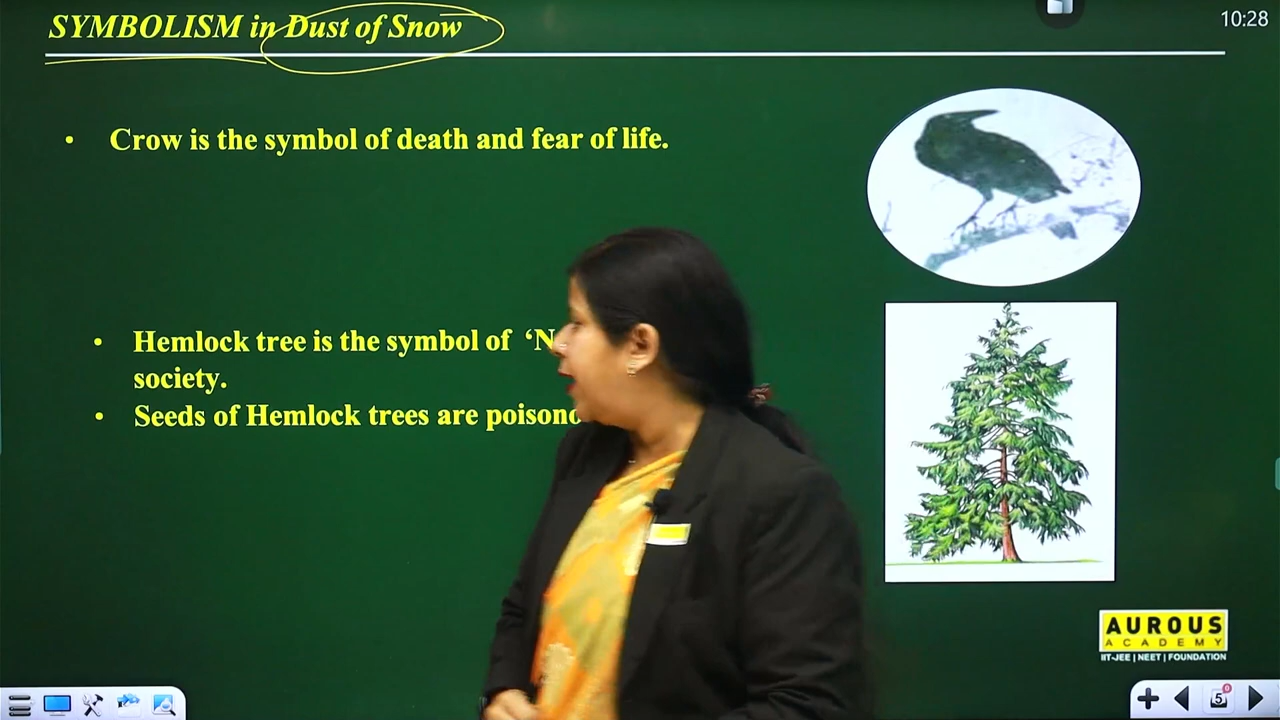 SYMBOLISM in Dust of Snow
10:28
• Crow is the symbol of death and fear of life.
• Hemlock tree is the symbol of
society.
• Seeds of Hemlock trees are
AUROUS
ACADEMY
IIT-JEE | NEET | FOUNDATION
5